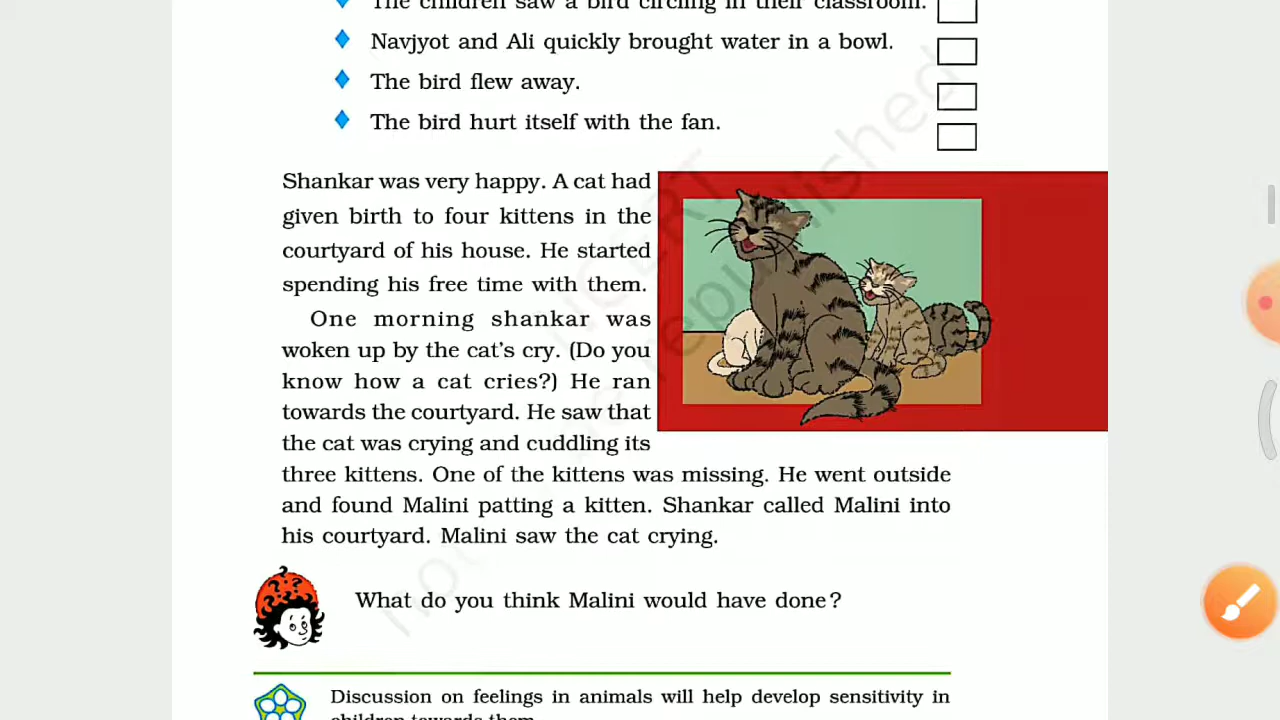 The children saw a bird circling in their classroom.
Navjyot and Ali quickly brought water in a bowl.
The bird flew away.
The bird hurt itself with the fan.
Shankar was very happy. A cat had
given birth to four kittens in the
courtyard of his house. He started
spending his free time with them.
One morning shankar was
woken up by the cat's cry. (Do you
know how a cat cries?) He ran
towards the courtyard. He saw that
the cat was crying and cuddling its
three kittens. One of the kittens was missing. He went outside
and found Malini patting a kitten. Shankar called Malini into
his courtyard. Malini saw the cat crying.
What do you think Malini would have done?
Discussion on feelings in animals will help develop sensitivity in
children towards them.